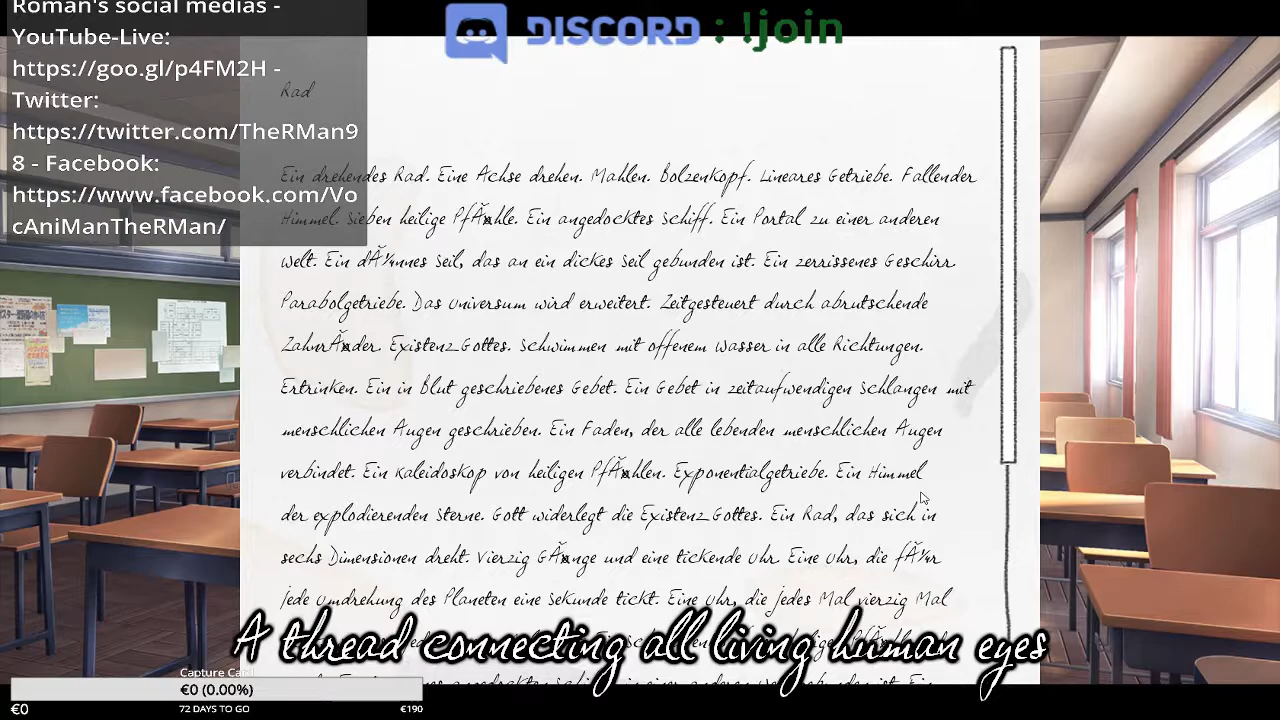 Roman's social medias -
YouTube-Live:
https://goo.gl/p4FM2H -
Twitter:
https://twitter.com/TheRMan9
8 - Facebook:
https://www.facebook.com/Vo
cAniManTheRMan/
DISCORD : !join
Rad
Ein drehendes Rad. Eine Achse drehen. Mahlen. Bolzenkopf. Lineares Getriebe. Fallender
Himmel. Sieben heilige PfÃ¤hle. Ein angedocktes Schiff. Ein Portal zu einer anderen
Welt. Ein dÃ¼nnes Seil, das an ein dickes Seil gebunden ist. Ein zerrissenes Geschirr
Parabolgetriebe. Das Universum wird erweitert. Zeitgesteuert durch abrutschende
ZahnrÃ¤der. Existenz Gottes. Schwimmen mit offenem Wasser in alle Richtungen.
Ertrinken. Ein in Blut geschriebenes Gebet. Ein Gebet in zeitaufwendigen Schlangen mit
menschlichen Augen geschrieben. Ein Faden, der alle lebenden menschlichen Augen
verbindet. Ein Kaleidoskop von heiligen PfÃ¤hlen. Exponentialgetriebe. Ein Himmel
der explodierenden Sterne. Gott widerlegt die Existenz Gottes. Ein Rad, das sich in
sechs Dimensionen dreht. Vierzig GÃ¤nge und eine tickende Uhr. Eine Uhr, die fÃ¼r
jede Umdrehung des Planeten eine Sekunde tickt. Eine Uhr, die jedes Mal vierzig Mal
A thread connecting all living human eyes
Capture Card
€0 (0.00%)
€0
72 DAYS TO GO
€190